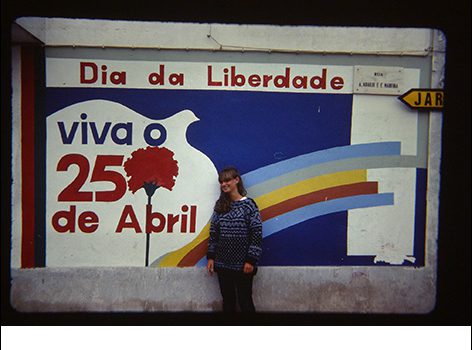 Dia da Liberdade
viva o
25
de Abril
JAR